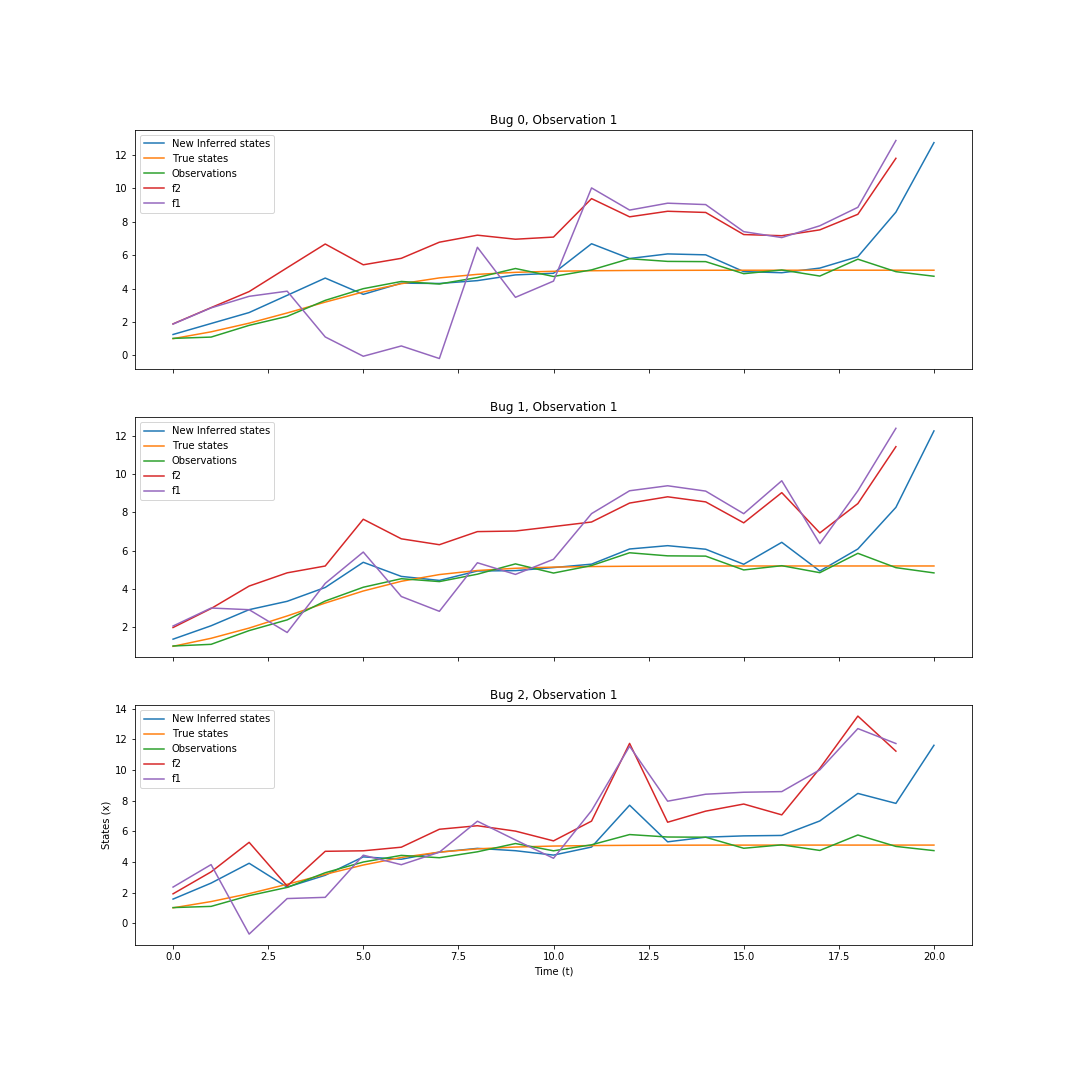 Bug 0, Observation 1
New Inferred states
True states
Observations
f2
f1
12
10
8
6
4
2
0
Bug 1, Observation 1
New Inferred states
True states
Observations
f2
f1
12
10
8
6
4
2
Bug 2, Observation 1
New Inferred states
True states
Observations
f2
f1
14
12
10
8
6
4
2
0
States (x)
0.0 2.5 5.0 7.5 10.0 12.5 15.0 17.5 20.0
Time (t)